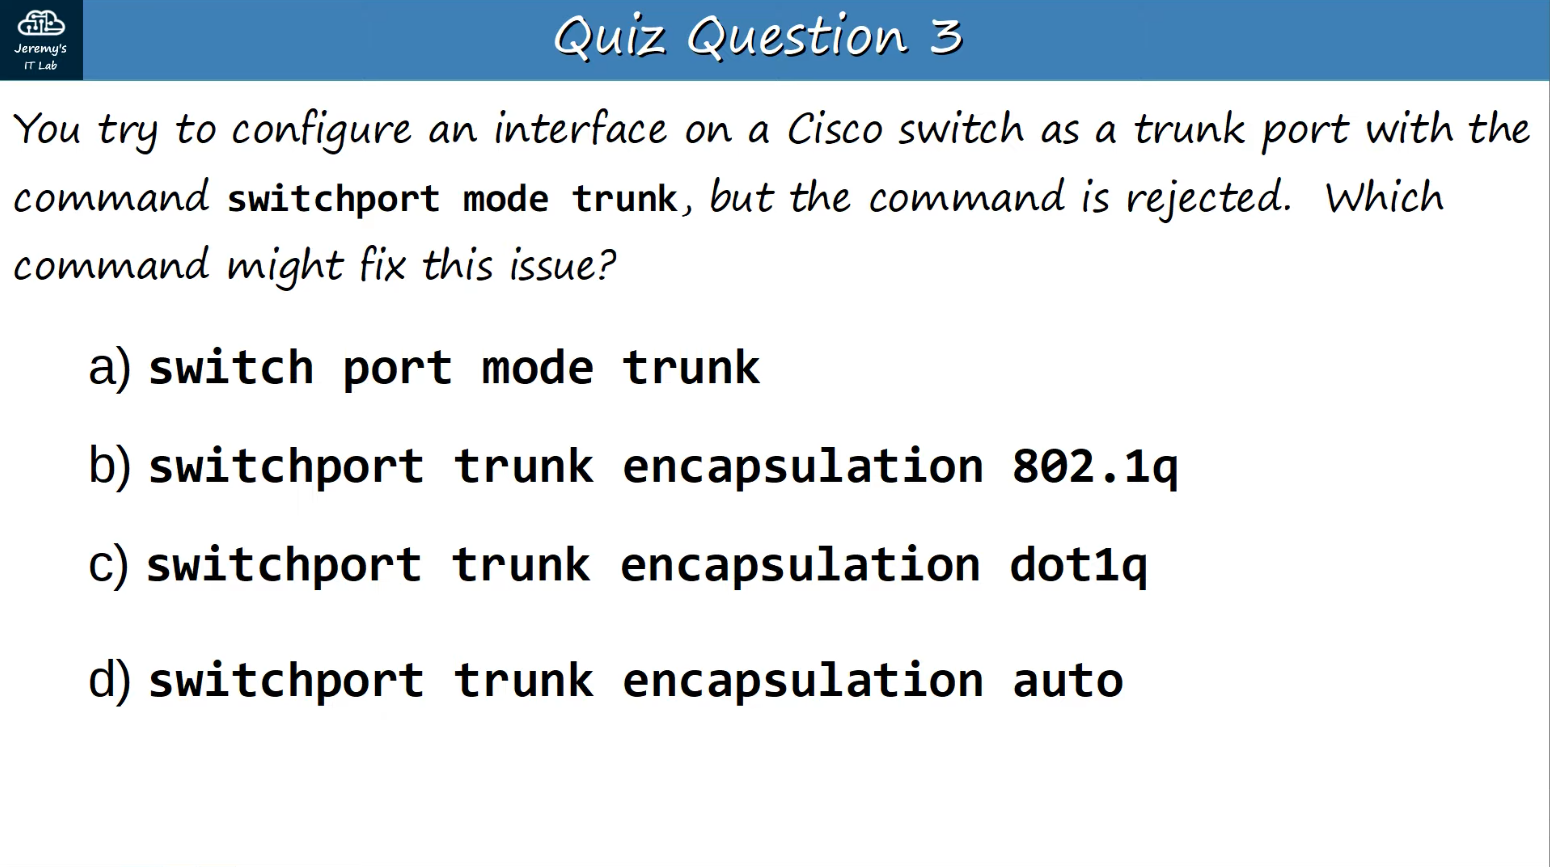 Jeremy's
IT Lab
Quiz Question 3
You try to configure an interface on a Cisco switch as a trunk port with the
command switchport mode trunk, but the command is rejected. Which
command might fix this issue?
a) switch port mode trunk
b) switchport trunk encapsulation 802.1q
c) switchport trunk encapsulation dot1q
d) switchport trunk encapsulation auto